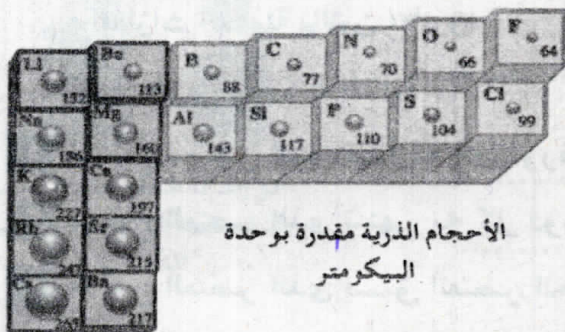 Li 152 Be 113 B 88 C 77 N 70 O 66 F 64
Na 186 Mg 160 Al 143 Si 117 P 110 S 104 Cl 99
K 227 Ca 197
Rb 247 Sr 215
Cs Ba 217
الأحجام الذرية مقدرة بوحدة
البيكومتر